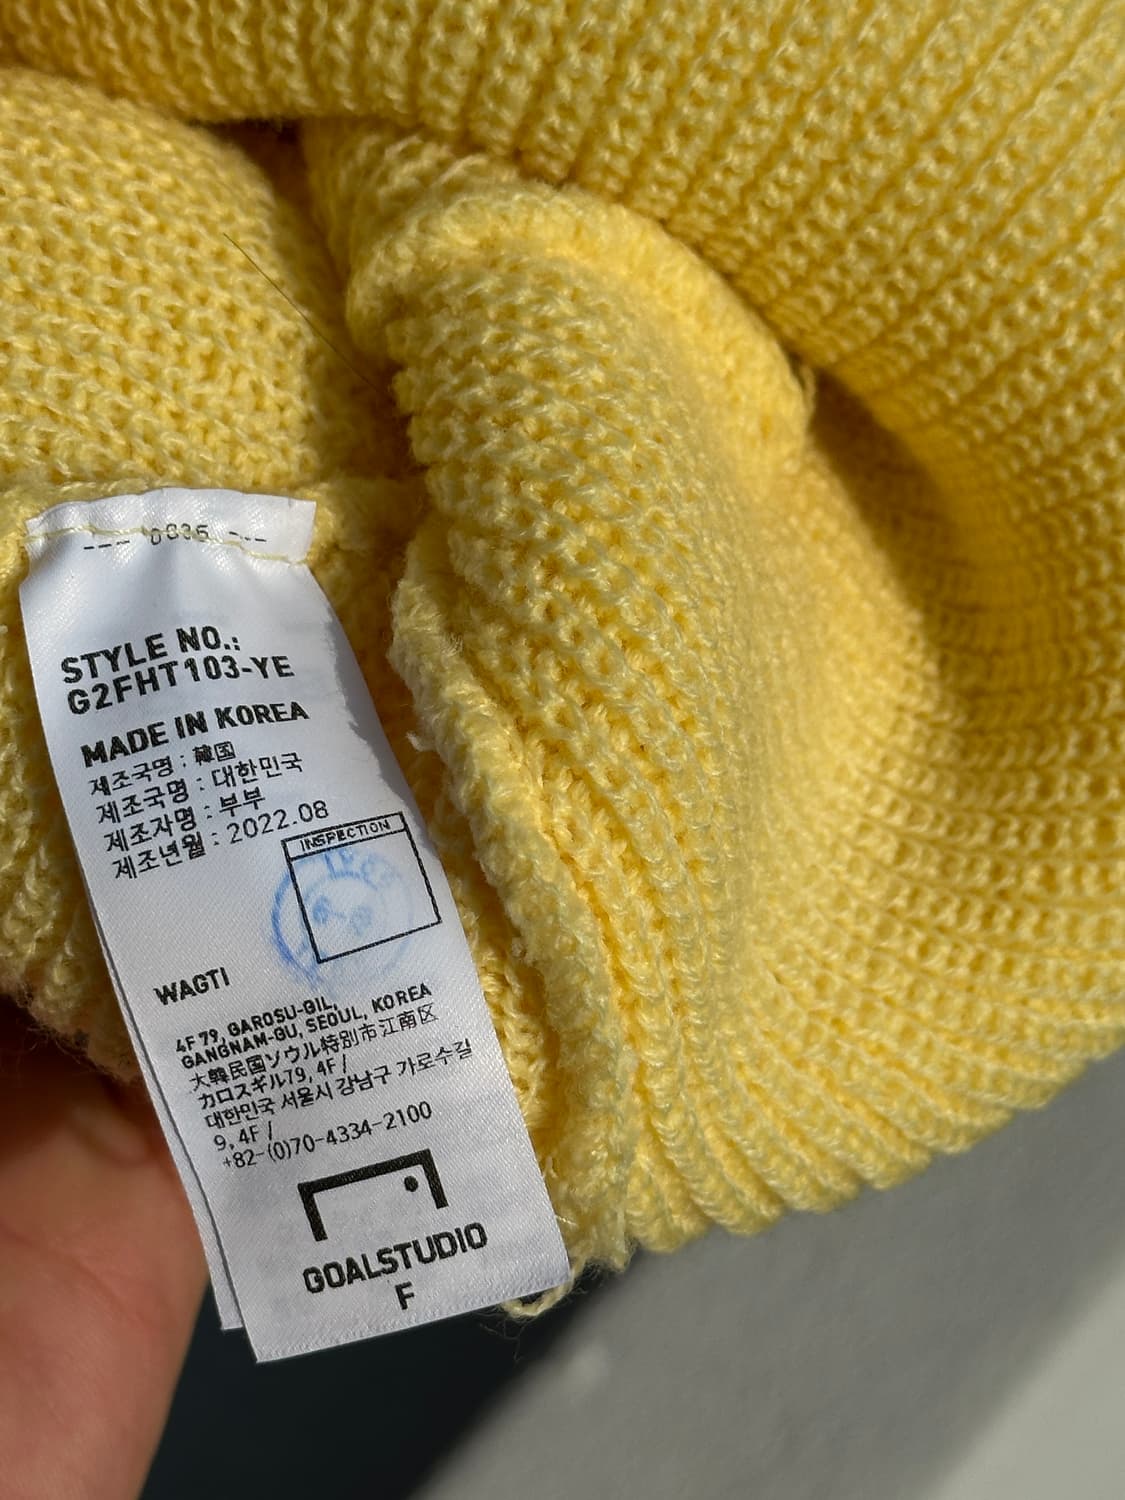 0035
STYLE NO.:
G2FHT103-YE
MADE IN KOREA
제조국명 : 韓国
제조국명 : 대한민국
제조자명 : 부부
제조년월 : 2022.08
INSPECTION
WAGTI
4F 79, GAROSU-GIL,
GANGNAM-GU, SEOUL, KOREA
大韓民国ソウル特別市江南区
カロスギル79, 4F /
대한민국 서울시 강남구 가로수길
9, 4F /
+82-(0)70-4334-2100
GOALSTUDIO
F